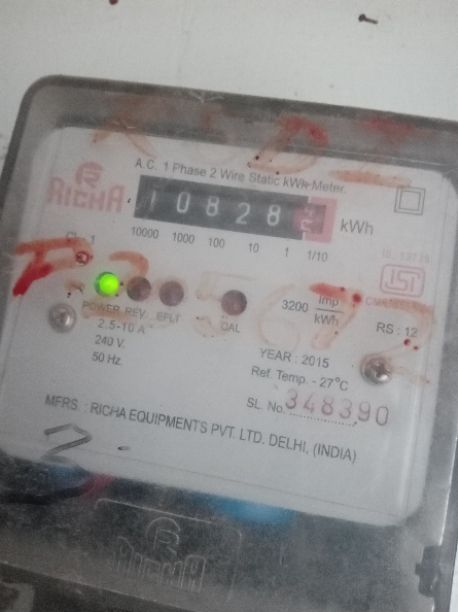 A.C. 1 Phase 2 Wire Static kWh Meter.
RICHA
10828
kWh
10000 1000 100 10 1 1/10
POWER REV. EFLT CAL
3200 Imp/kWh
2.5-10 A
240 V.
50 Hz.
RS : 12
YEAR : 2015
Ref. Temp. - 27°C
SL. No. 348390
MFRS. : RICHA EQUIPMENTS PVT. LTD. DELHI, (INDIA)
RICHA